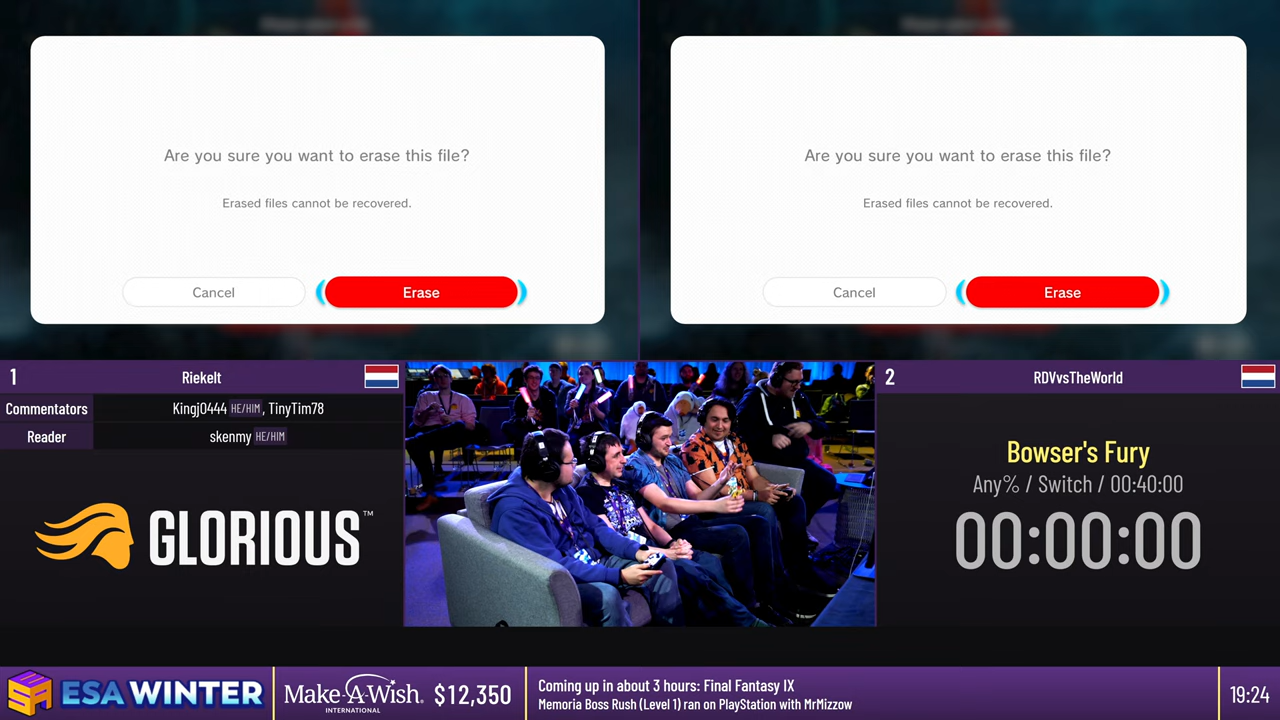 Are you sure you want to erase this file?
Erased files cannot be recovered.
Cancel
Erase
Are you sure you want to erase this file?
Erased files cannot be recovered.
Cancel
Erase
1
Riekelt
Commentators
KingJ0444 HE/HIM, TinyTim78
Reader
skenmy HE/HIM
GLORIOUS™
2
RDVvsTheWorld
Bowser's Fury
Any% / Switch / 00:40:00
00:00:00
ESA WINTER
Make-A-Wish.
INTERNATIONAL
$12,350
Coming up in about 3 hours: Final Fantasy IX
Memoria Boss Rush (Level 1) ran on PlayStation with MrMizzow
19:24